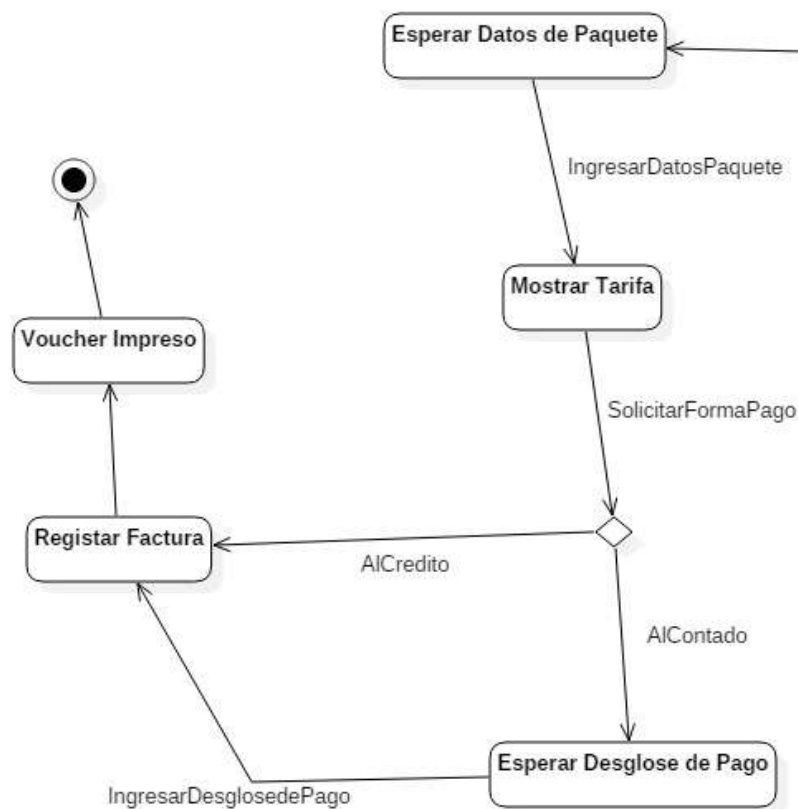 Esperar Datos de Paquete
IngresarDatosPaquete
Mostrar Tarifa
Voucher Impreso
SolicitarFormaPago
Registar Factura
AlCredito
AlContado
Esperar Desglose de Pago
IngresarDesglosedePago